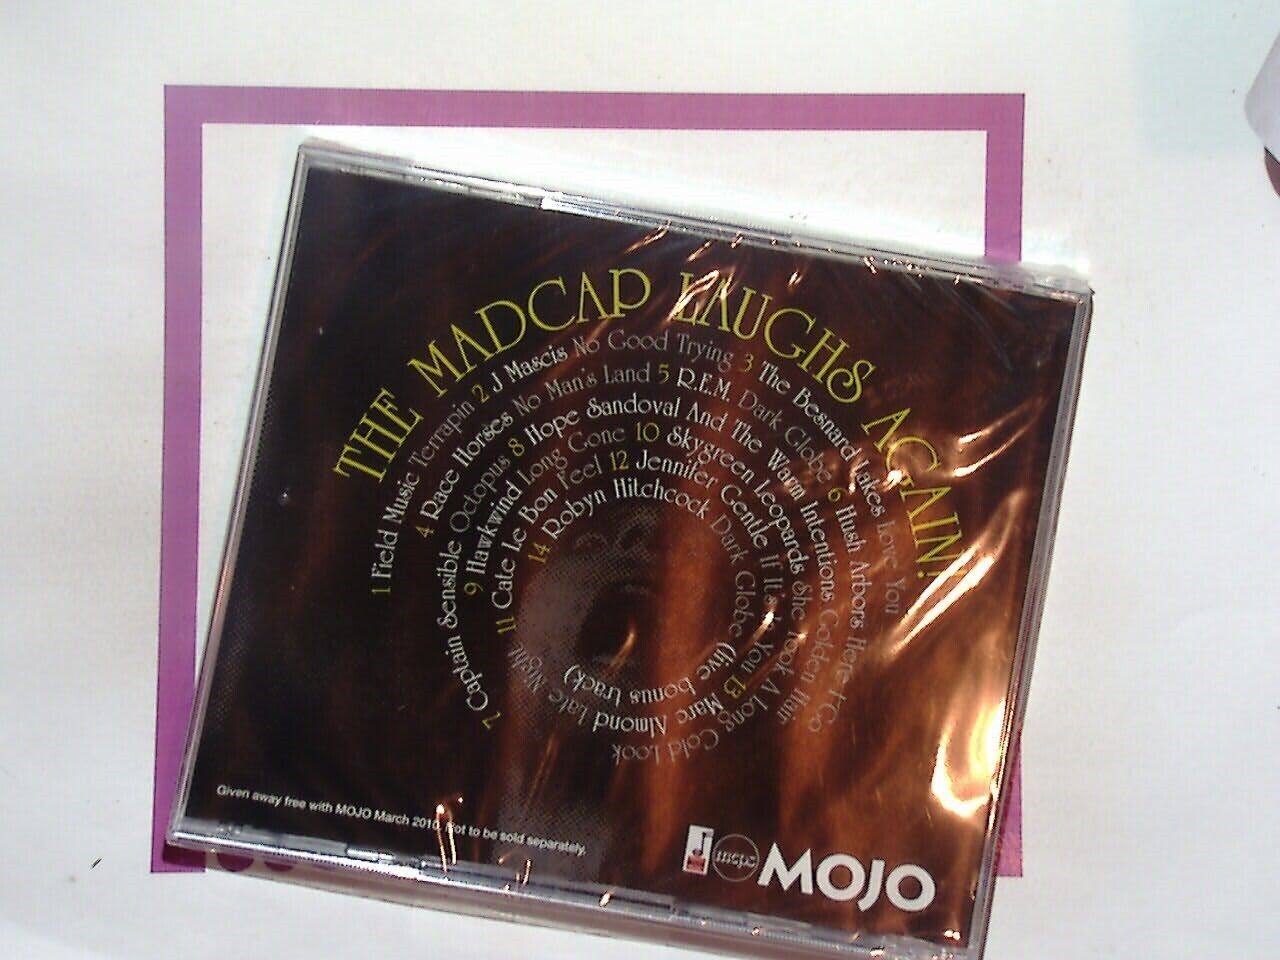 THE MADCAP LAUGHS AGAIN!
1 Field Music Terrapin 2 J Mascis No Good Trying 3 The Besnard Lakes Love You
4 Race Horses No Man's Land 5 R.E.M. Dark Globe 6 Hush Arbors Here I Go
7 Captain Sensible Octopus 8 Hope Sandoval And The Warm Intentions Golden Hair
9 Hawkwind Long Gone 10 Skygreen Leopards She Took A Long Cold Look
11 Cate Le Bon Feel 12 Jennifer Gentle If It's In You 13 Marc Almond Late Night
14 Robyn Hitchcock Dark Globe (live bonus track)
Given away free with MOJO March 2010. Not to be sold separately.
mcps
MOJO